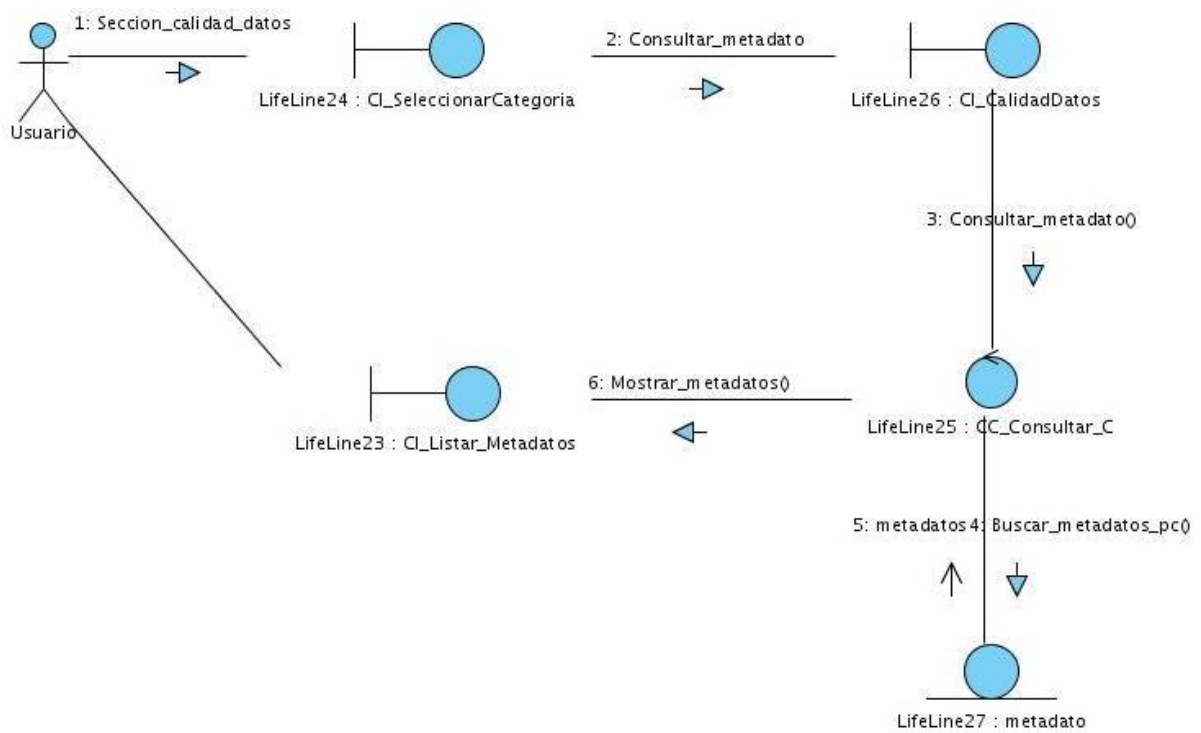 1: Seccion_calidad_datos
2: Consultar_metadato
LifeLine24 : CI_SeleccionarCategoria
LifeLine26 : CI_CalidadDatos
Usuario
3: Consultar_metadato()
6: Mostrar_metadatos()
LifeLine23 : CI_Listar_Metadatos
LifeLine25 : CC_Consultar_C
5: metadatos 4: Buscar_metadatos_pc()
LifeLine27 : metadato